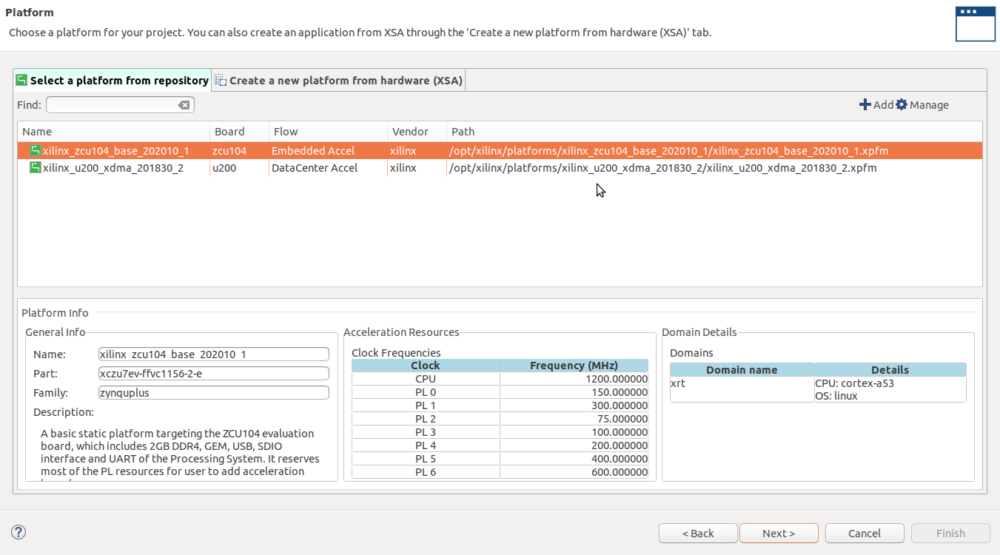 Platform
Choose a platform for your project. You can also create an application from XSA through the 'Create a new platform from hardware (XSA)' tab.
Select a platform from repository Create a new platform from hardware (XSA)
Find: Add Manage
Name Board Flow Vendor Path
xilinx_zcu104_base_202010_1 zcu104 Embedded Accel xilinx /opt/xilinx/platforms/xilinx_zcu104_base_202010_1/xilinx_zcu104_base_202010_1.xpfm
xilinx_u200_xdma_201830_2 u200 DataCenter Accel xilinx /opt/xilinx/platforms/xilinx_u200_xdma_201830_2/xilinx_u200_xdma_201830_2.xpfm
Platform Info
General Info
Name: xilinx_zcu104_base_202010_1
Part: xczu7ev-ffvc1156-2-e
Family: zynquplus
Description:
A basic static platform targeting the ZCU104 evaluation
board, which includes 2GB DDR4, GEM, USB, SDIO
interface and UART of the Processing System. It reserves
most of the PL resources for user to add acceleration
Acceleration Resources
Clock Frequencies
Clock Frequency (MHz)
CPU 1200.000000
PL 0 150.000000
PL 1 300.000000
PL 2 75.000000
PL 3 100.000000
PL 4 200.000000
PL 5 400.000000
PL 6 600.000000
Domain Details
Domains
Domain name Details
xrt CPU: cortex-a53
OS: linux
? < Back Next > Cancel Finish